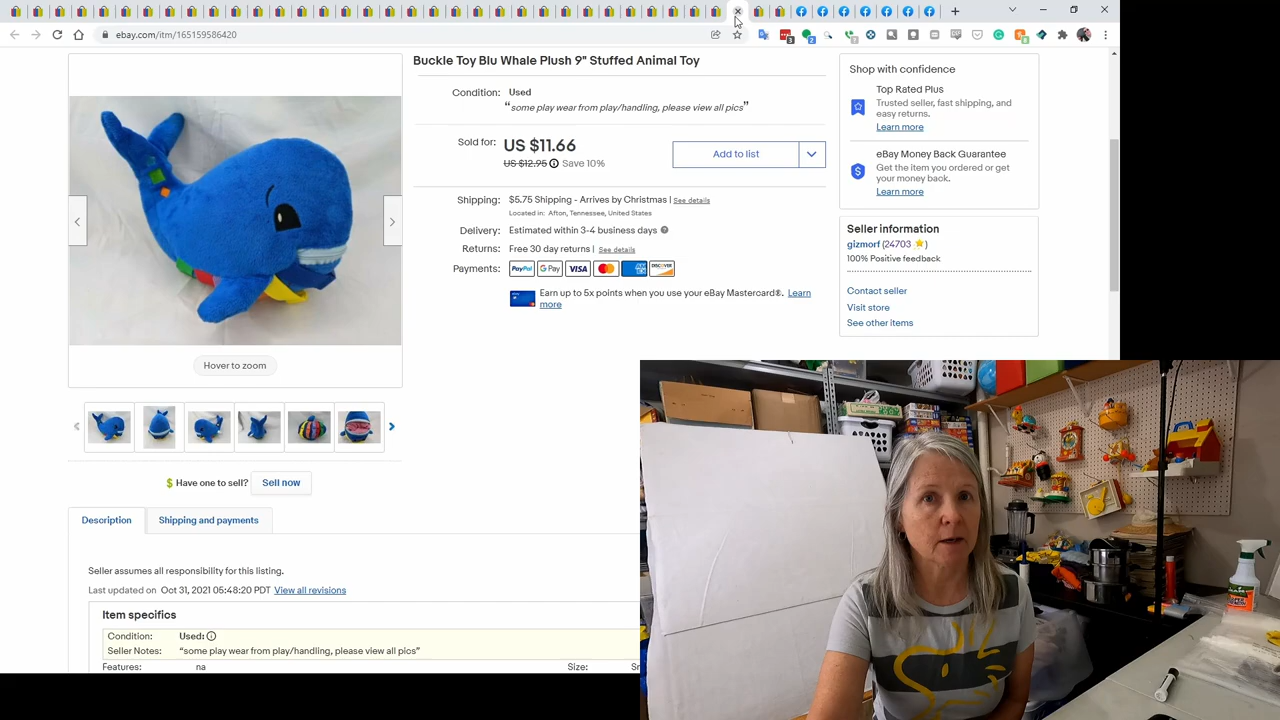 ebay.com/itm/165159586420
Buckle Toy Blu Whale Plush 9" Stuffed Animal Toy
Condition: Used
"some play wear from play/handling, please view all pics"
Sold for: US $11.66
US $12.95 Save 10%
Add to list
Shipping: $5.75 Shipping - Arrives by Christmas | See details
Located in: Afton, Tennessee, United States
Delivery: Estimated within 3-4 business days
Returns: Free 30 day returns | See details
Payments: PayPal G Pay VISA DISCOVER
Earn up to 5x points when you use your eBay Mastercard®. Learn
more
Shop with confidence
Top Rated Plus
Trusted seller, fast shipping, and
easy returns.
Learn more
eBay Money Back Guarantee
Get the item you ordered or get
your money back.
Learn more
Seller information
gizmorf (24703)
100% Positive feedback
Contact seller
Visit store
See other items
Hover to zoom
$ Have one to sell? Sell now
Description Shipping and payments
Seller assumes all responsibility for this listing.
Last updated on Oct 31, 2021 05:48:20 PDT View all revisions
Item specifics
Condition: Used:
Seller Notes: "some play wear from play/handling, please view all pics"
Features: na Size: